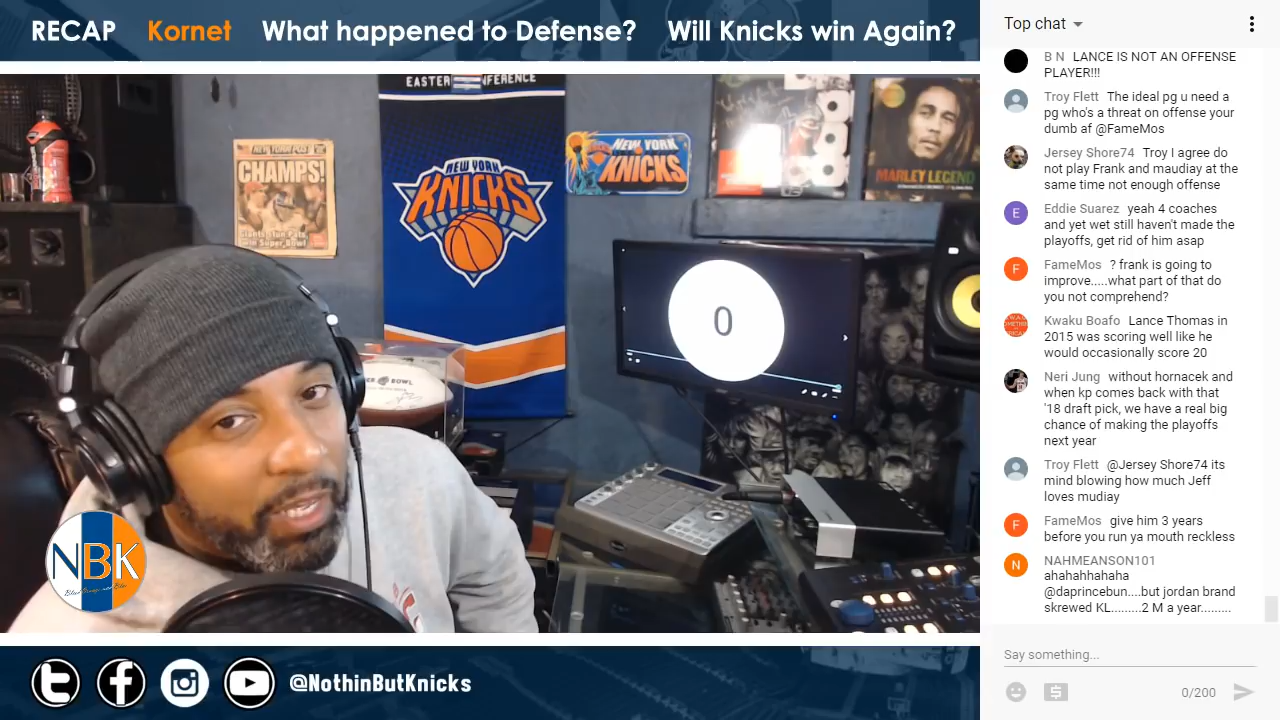 RECAP Kornet What happened to Defense? Will Knicks win Again?
Top chat
B N LANCE IS NOT AN OFFENSE
PLAYER!!!
Troy Flett The ideal pg u need a
pg who's a threat on offense your
dumb af @FameMos
Jersey Shore74 Troy I agree do
not play Frank and maudiay at the
same time not enough offense
E
Eddie Suarez yeah 4 coaches
and yet wet still haven't made the
playoffs, get rid of him asap
F
FameMos ? frank is going to
improve.....what part of that do
you not comprehend?
Kwaku Boafo Lance Thomas in
2015 was scoring well like he
would occasionally score 20
Neri Junior without hornacek and
when kp comes back with that
'18 draft pick, we have a real big
chance of making the playoffs
next year
Troy Flett @Jersey Shore74 its
mind blowing how much Jeff
loves mudiay
F
FameMos give him 3 years
before you run ya mouth reckless
N
NAHMEANSON101
ahahahhahaha
@daprincebun....but jordan brand
skrewed KL.........2 M a year.........
Say something...
0/200
EASTERN CONFERENCE
NEW YORK
KNICKS
NEW YORK POST
CHAMPS!
NEW YORK
KNICKS
MARLEY LEGEND
0
NBK
@NothinButKnicks